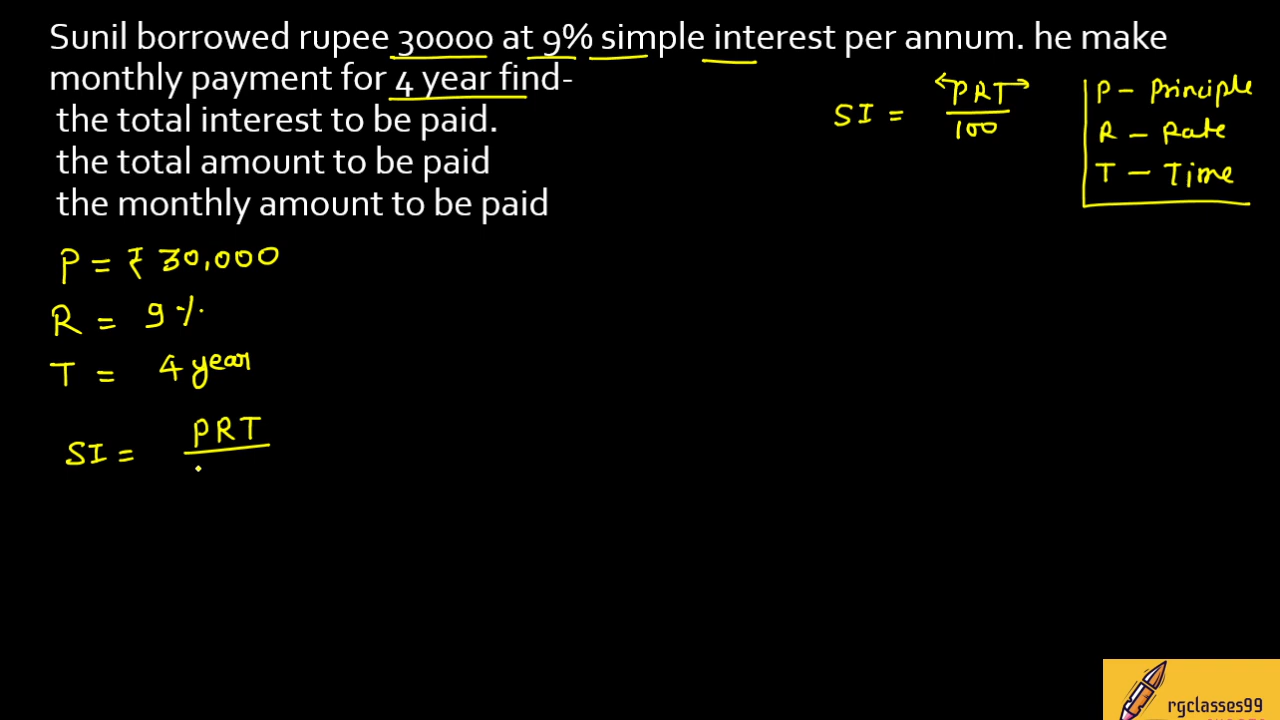 Sunil borrowed rupee 30000 at 9% simple interest per annum. he make
monthly payment for 4 year find-
the total interest to be paid.
the total amount to be paid
the monthly amount to be paid
SI = PRT
100
P - Principle
R - Rate
T - Time
P = ₹ 30,000
R = 9%
T = 4 year
SI = PRT
rgclasses99